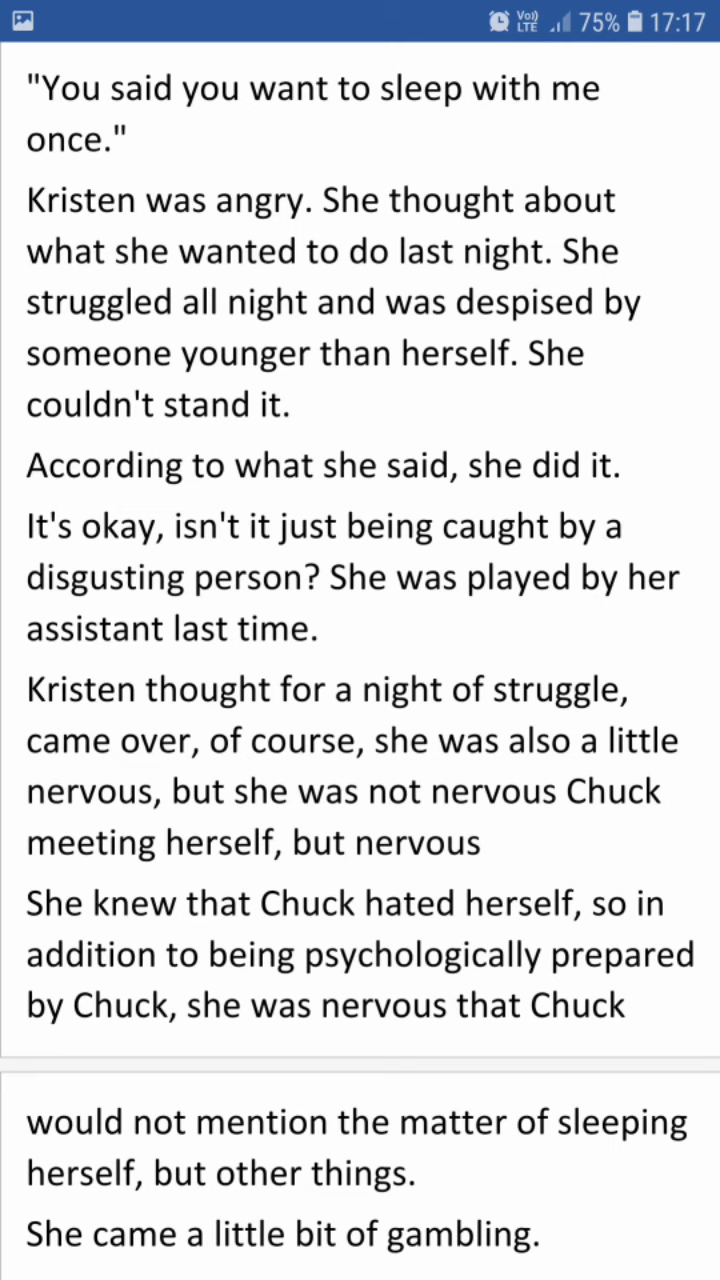 Vo)) LTE 75% 17:17
"You said you want to sleep with me
once."
Kristen was angry. She thought about
what she wanted to do last night. She
struggled all night and was despised by
someone younger than herself. She
couldn't stand it.
According to what she said, she did it.
It's okay, isn't it just being caught by a
disgusting person? She was played by her
assistant last time.
Kristen thought for a night of struggle,
came over, of course, she was also a little
nervous, but she was not nervous Chuck
meeting herself, but nervous
She knew that Chuck hated herself, so in
addition to being psychologically prepared
by Chuck, she was nervous that Chuck
would not mention the matter of sleeping
herself, but other things.
She came a little bit of gambling.